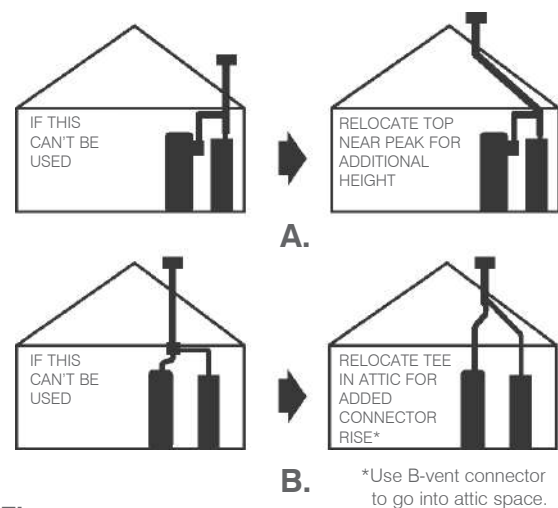 IF THIS
CAN'T BE
USED
RELOCATE TOP
NEAR PEAK FOR
ADDITIONAL
HEIGHT
A.
IF THIS
CAN'T BE
USED
RELOCATE TEE
IN ATTIC FOR
ADDED
CONNECTOR
RISE*
B.
*Use B-vent connector
to go into attic space.